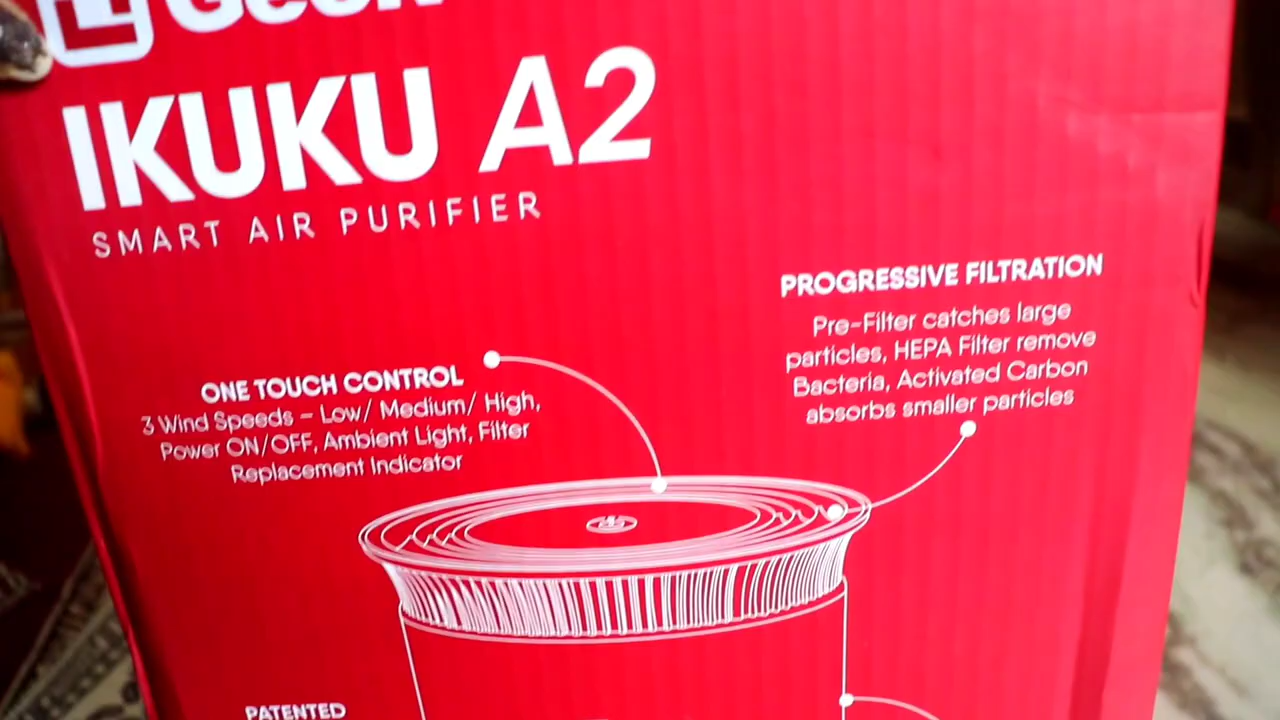 IKUKU A2
SMART AIR PURIFIER
PROGRESSIVE FILTRATION
Pre-Filter catches large
particles, HEPA Filter remove
Bacteria, Activated Carbon
absorbs smaller particles
ONE TOUCH CONTROL
3 Wind Speeds – Low/ Medium/ High,
Power ON/OFF, Ambient Light, Filter
Replacement Indicator
PATENTED